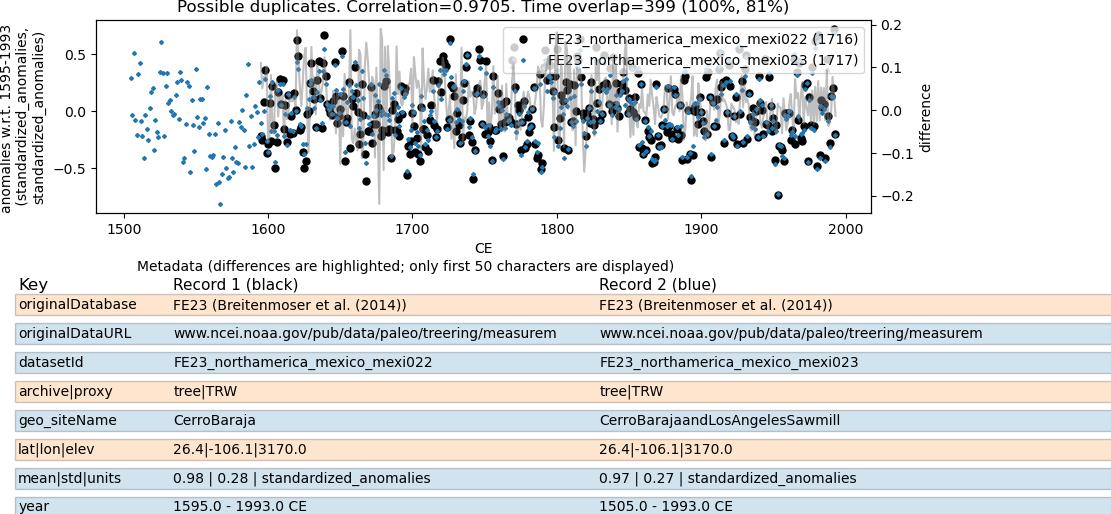 Possible duplicates. Correlation=0.9705. Time overlap=399 (100%, 81%)
anomalies w.r.t. 1595-1993
(standardized_anomalies,
standardized_anomalies)
0.5
0.0
−0.5
FE23_northamerica_mexico_mexi022 (1716)
FE23_northamerica_mexico_mexi023 (1717)
0.2
0.1
0.0
−0.1
−0.2
difference
1500
1600
1700
1800
1900
2000
CE
Metadata (differences are highlighted; only first 50 characters are displayed)
Key Record 1 (black) Record 2 (blue)
originalDatabase FE23 (Breitenmoser et al. (2014)) FE23 (Breitenmoser et al. (2014))
originalDataURL www.ncei.noaa.gov/pub/data/paleo/treering/measurem www.ncei.noaa.gov/pub/data/paleo/treering/measurem
datasetId FE23_northamerica_mexico_mexi022 FE23_northamerica_mexico_mexi023
archive|proxy tree|TRW tree|TRW
geo_siteName CerroBaraja CerroBarajaandLosAngelesSawmill
lat|lon|elev 26.4|-106.1|3170.0 26.4|-106.1|3170.0
mean|std|units 0.98 | 0.28 | standardized_anomalies 0.97 | 0.27 | standardized_anomalies
year 1595.0 - 1993.0 CE 1505.0 - 1993.0 CE